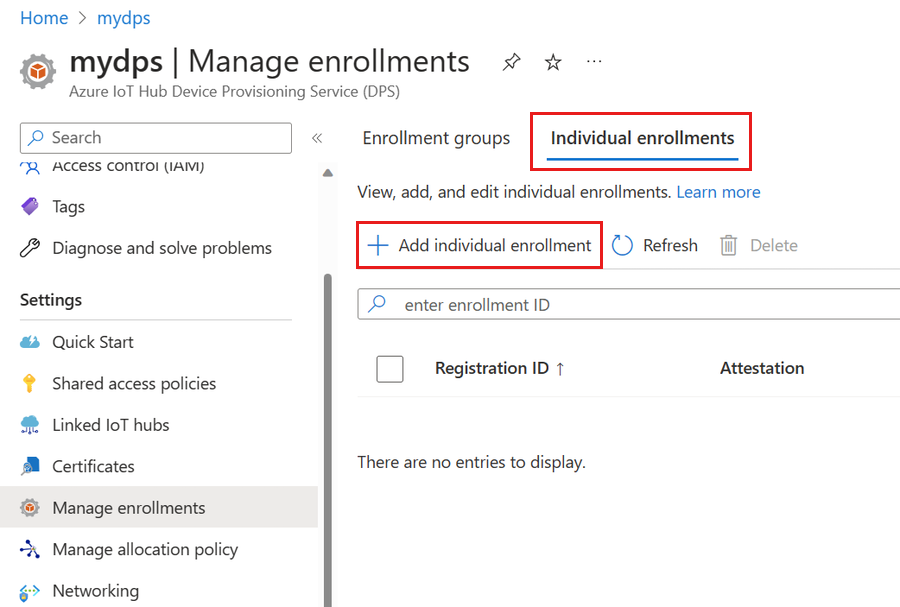 Home > mydps
mydps | Manage enrollments
Azure IoT Hub Device Provisioning Service (DPS)
Search
Access control (IAM)
Tags
Diagnose and solve problems
Settings
Quick Start
Shared access policies
Linked IoT hubs
Certificates
Manage enrollments
Manage allocation policy
Networking
Enrollment groups Individual enrollments
View, add, and edit individual enrollments. Learn more
Add individual enrollment Refresh Delete
enter enrollment ID
Registration ID ↑ Attestation
There are no entries to display.